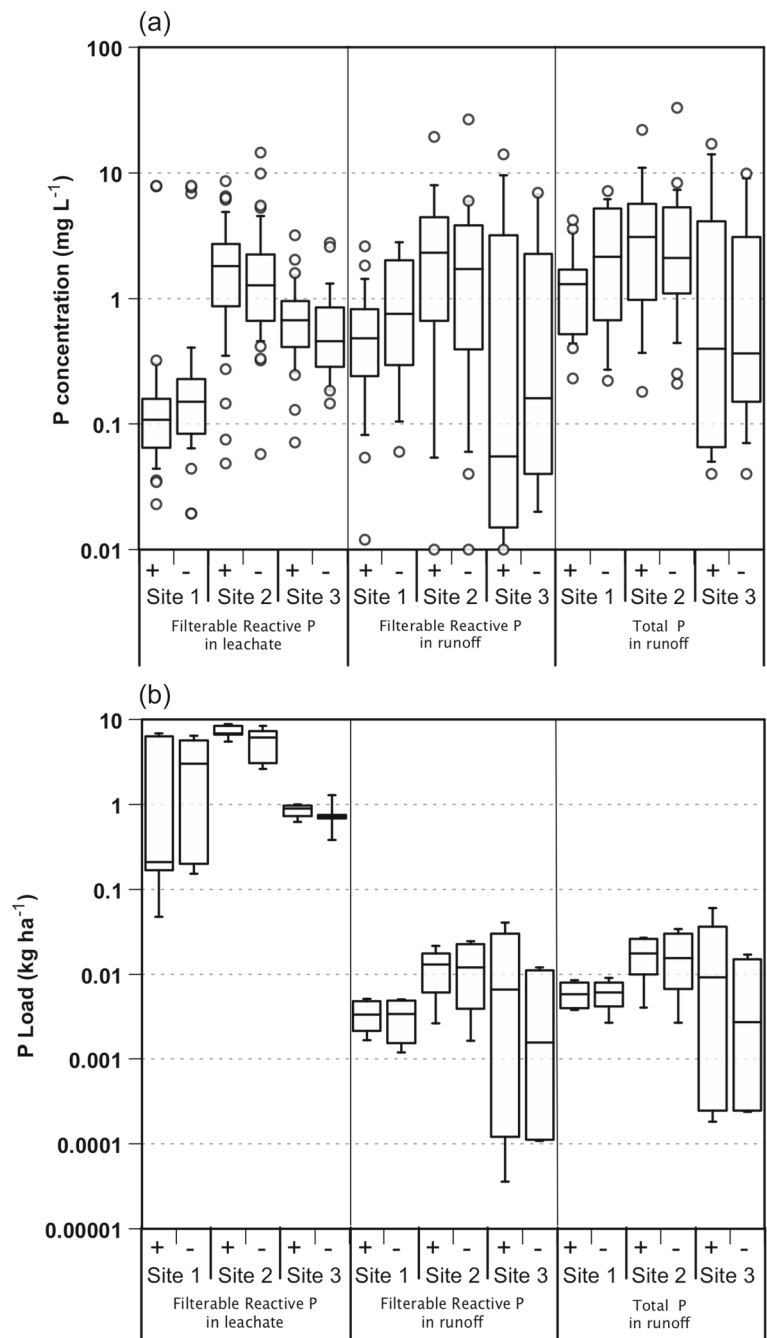 (a)
P concentration (mg L-1)
100
10
1
0.1
0.01
+ - + - + - + - + - + - + - + - + -
Site 1 Site 2 Site 3 Site 1 Site 2 Site 3 Site 1 Site 2 Site 3
Filterable Reactive P Filterable Reactive P Total P
in leachate in runoff in runoff
(b)
P Load (kg ha-1)
10
1
0.1
0.01
0.001
0.0001
0.00001
+ - + - + - + - + - + - + - + - + -
Site 1 Site 2 Site 3 Site 1 Site 2 Site 3 Site 1 Site 2 Site 3
Filterable Reactive P Filterable Reactive P Total P
in leachate in runoff in runoff